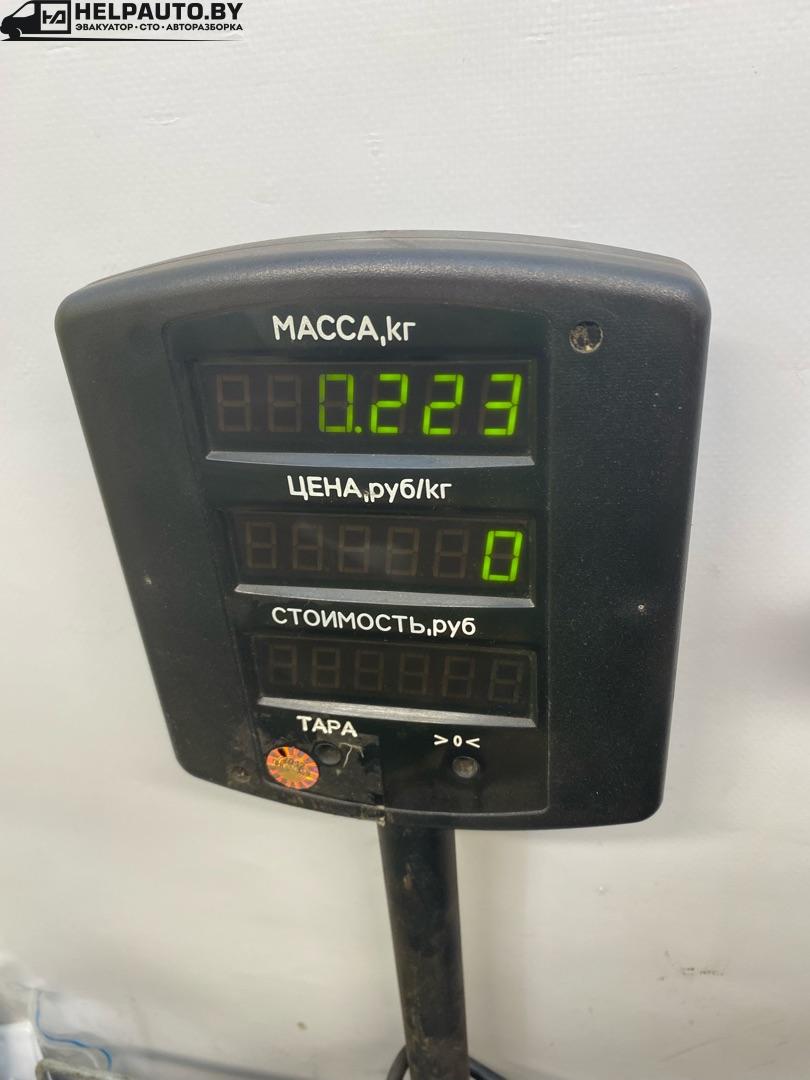 HELPAUTO.BY
ЭВАКУАТОР • СТО • АВТОРАЗБОРКА
МАССА,кг
0.223
ЦЕНА,руб/кг
0
СТОИМОСТЬ,руб
ТАРА
>0<